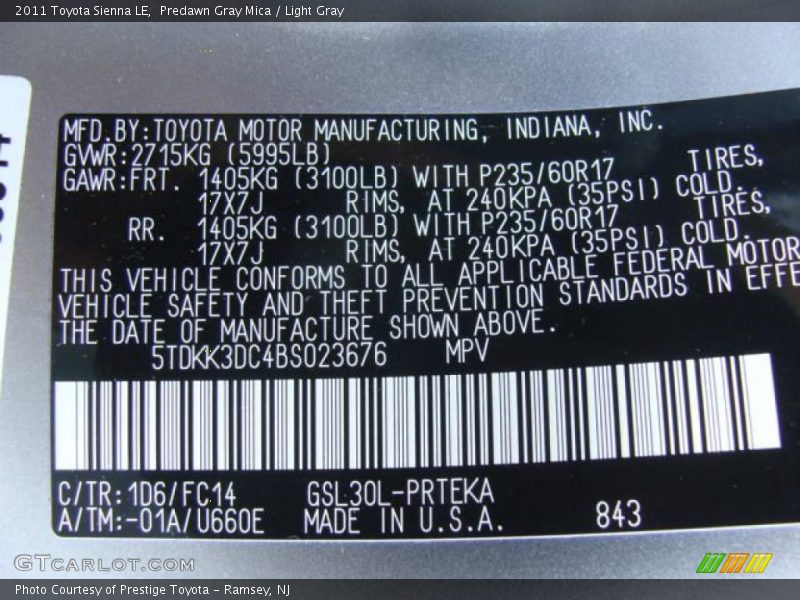 2011 Toyota Sienna LE,  Predawn Gray Mica / Light Gray
MFD.BY:TOYOTA MOTOR MANUFACTURING, INDIANA, INC.
GVWR:2715KG (5995LB)
GAWR:FRT. 1405KG (3100LB) WITH P235/60R17 TIRES,
17X7J RIMS, AT 240KPA (35PSI) COLD.
RR. 1405KG (3100LB) WITH P235/60R17 TIRES,
17X7J RIMS, AT 240KPA (35PSI) COLD.
THIS VEHICLE CONFORMS TO ALL APPLICABLE FEDERAL MOTOR
VEHICLE SAFETY AND THEFT PREVENTION STANDARDS IN EFFE
THE DATE OF MANUFACTURE SHOWN ABOVE.
5TDKK3DC4BS023676 MPV
C/TR:1D6/FC14 GSL30L-PRTEKA
A/TM:-01A/U660E MADE IN U.S.A. 843
GTCARLOT.COM
Photo Courtesy of Prestige Toyota - Ramsey, NJ